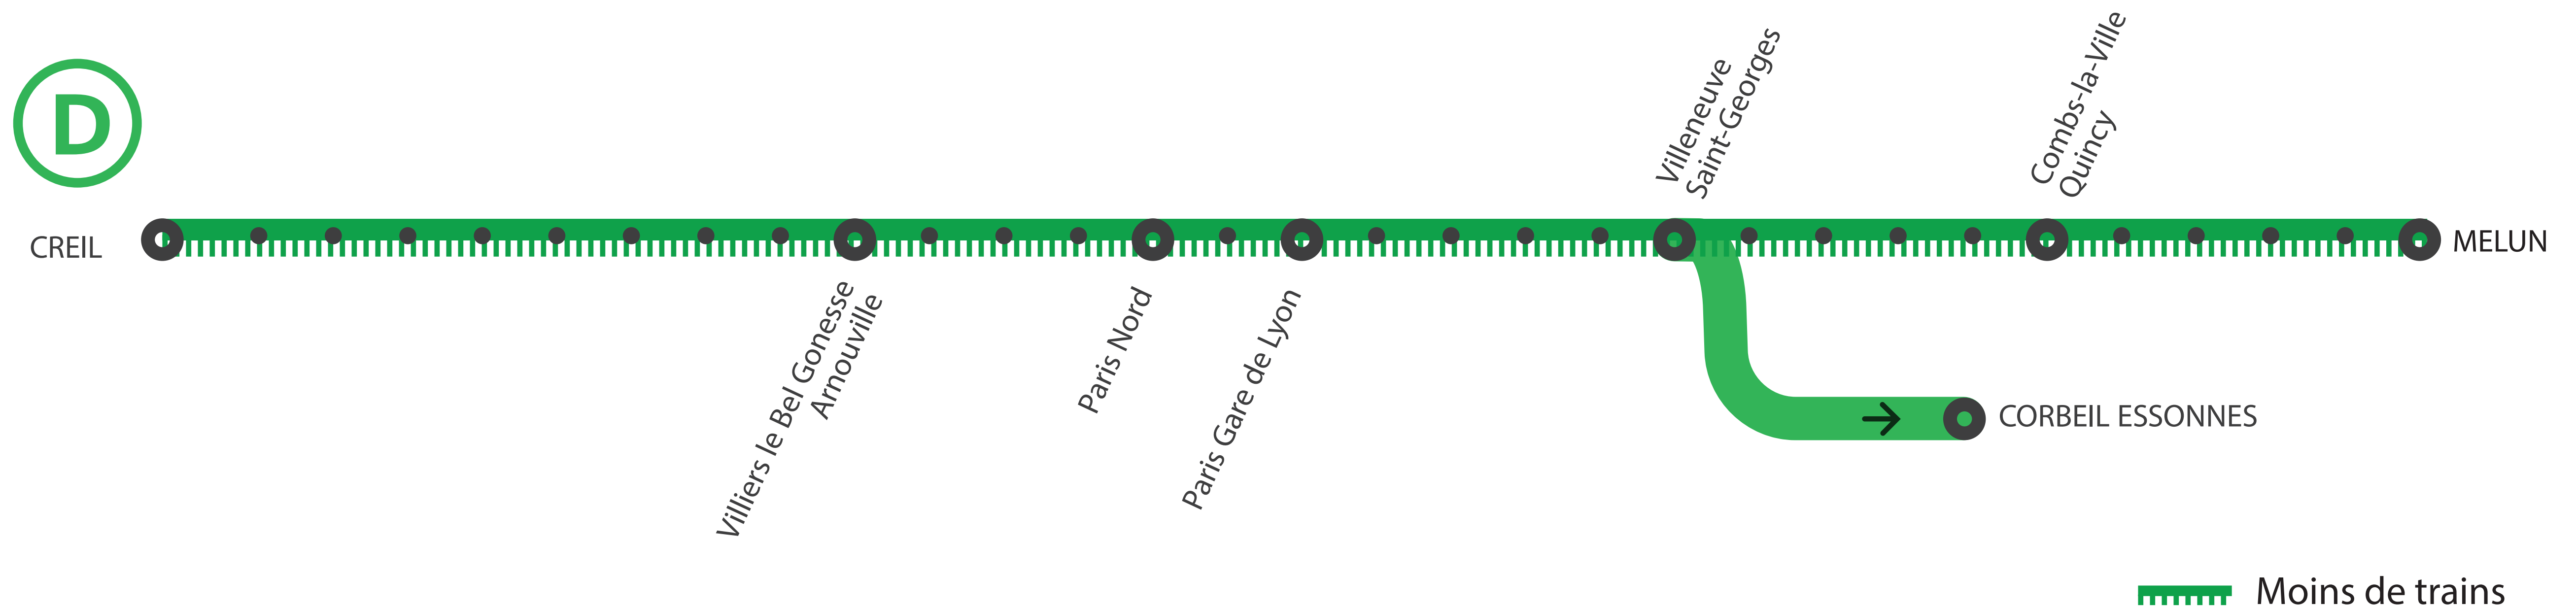 D
CREIL
Villiers le Bel Gonesse
Arnouville
Paris Nord
Paris Gare de Lyon
Villeneuve
Saint-Georges
Combs-la-Ville
Quincy
MELUN
CORBEIL ESSONNES
Moins de trains